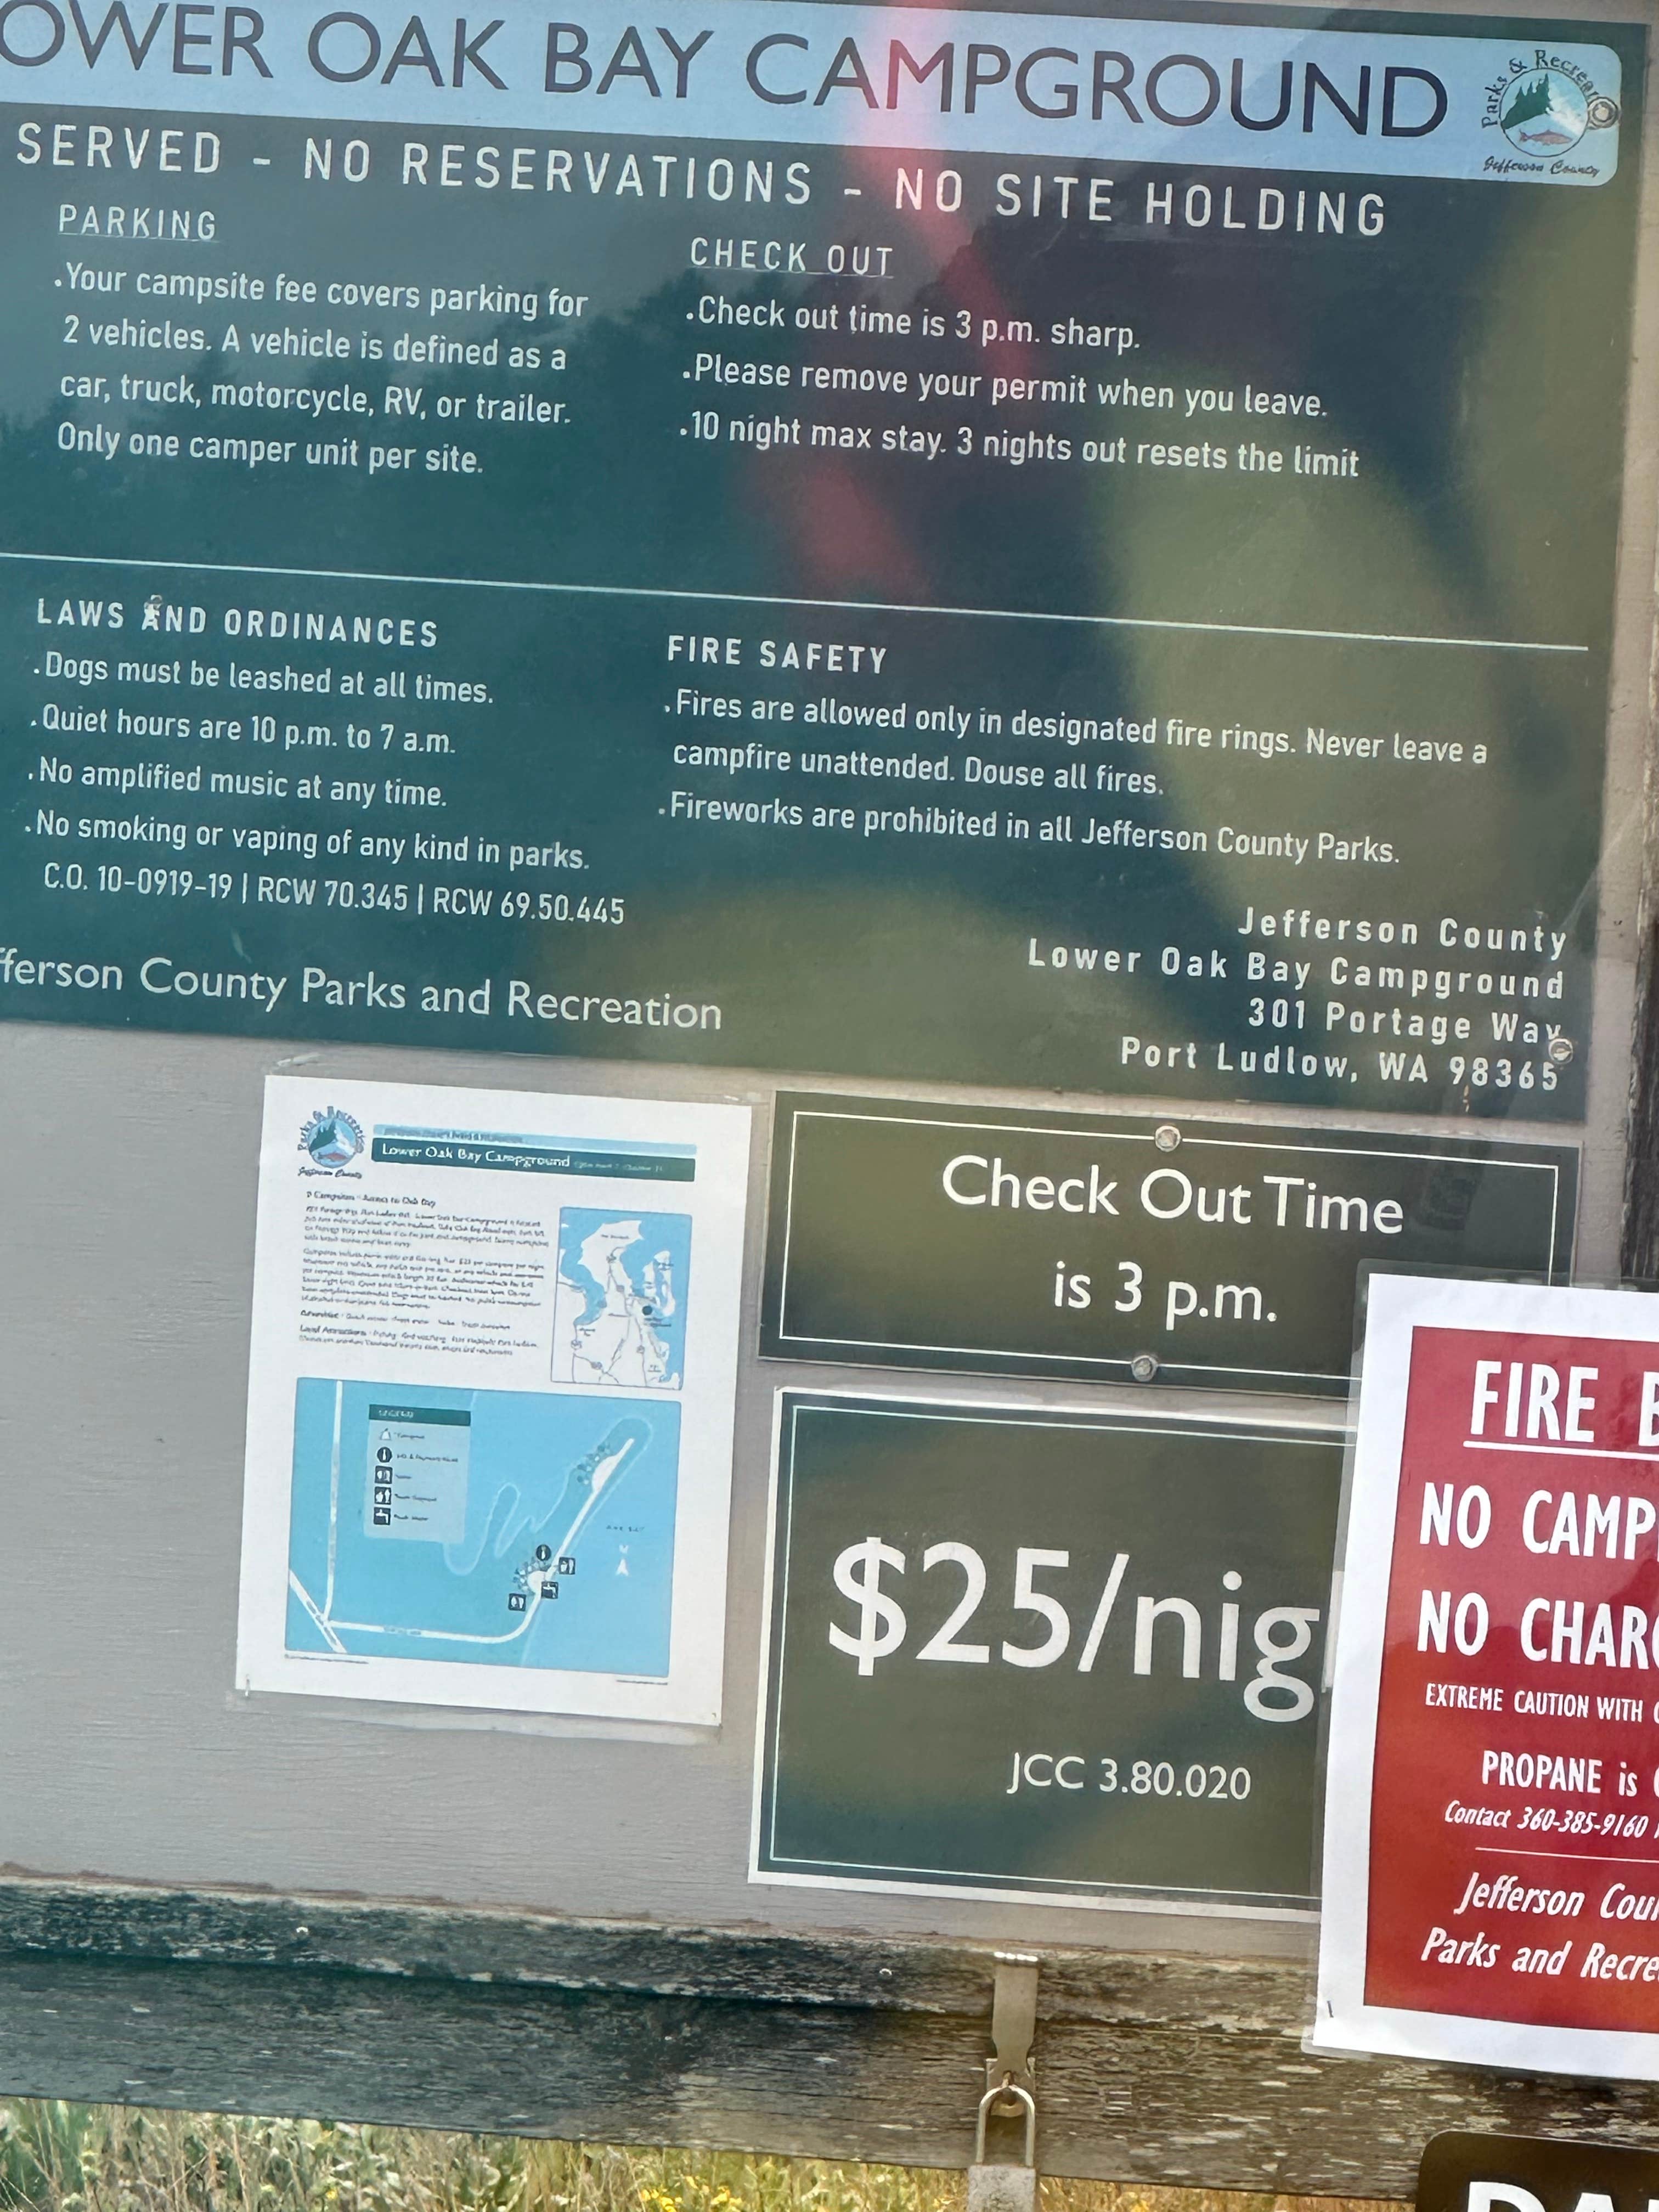 OWER OAK BAY CAMPGROUND
Parks & Recreation
Jefferson County
SERVED - NO RESERVATIONS - NO SITE HOLDING
PARKING
.Your campsite fee covers parking for
2 vehicles. A vehicle is defined as a
car, truck, motorcycle, RV, or trailer.
Only one camper unit per site.
CHECK OUT
.Check out time is 3 p.m. sharp.
.Please remove your permit when you leave.
.10 night max stay. 3 nights out resets the limit
LAWS AND ORDINANCES
.Dogs must be leashed at all times.
.Quiet hours are 10 p.m. to 7 a.m.
.No amplified music at any time.
.No smoking or vaping of any kind in parks.
C.O. 10-0919-19 | RCW 70.345 | RCW 69.50.445
FIRE SAFETY
.Fires are allowed only in designated fire rings. Never leave a
campfire unattended. Douse all fires.
.Fireworks are prohibited in all Jefferson County Parks.
fferson County Parks and Recreation
Jefferson County
Lower Oak Bay Campground
301 Portage Way
Port Ludlow, WA 98365
Parks & Recreation
Jefferson County
Lower Oak Bay Campground
Check Out Time
is 3 p.m.
$25/nig
JCC 3.80.020
FIRE B
NO CAMP
NO CHAR
EXTREME CAUTION WITH
PROPANE is
Contact 360-385-9160
Jefferson Coun
Parks and Recre